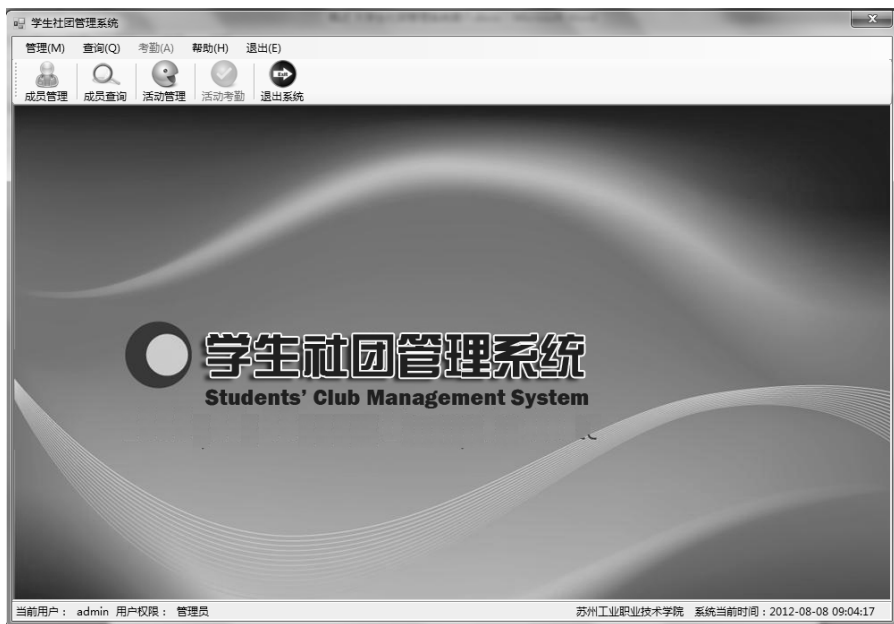 学生社团管理系统
管理(M) 查询(Q) 考勤(A) 帮助(H) 退出(E)
Exit
成员管理 成员查询 活动管理 活动考勤 退出系统
学生社团管理系统
Students' Club Management System
当前用户： admin 用户权限： 管理员 苏州工业职业技术学院 系统当前时间：2012-08-08 09:04:17